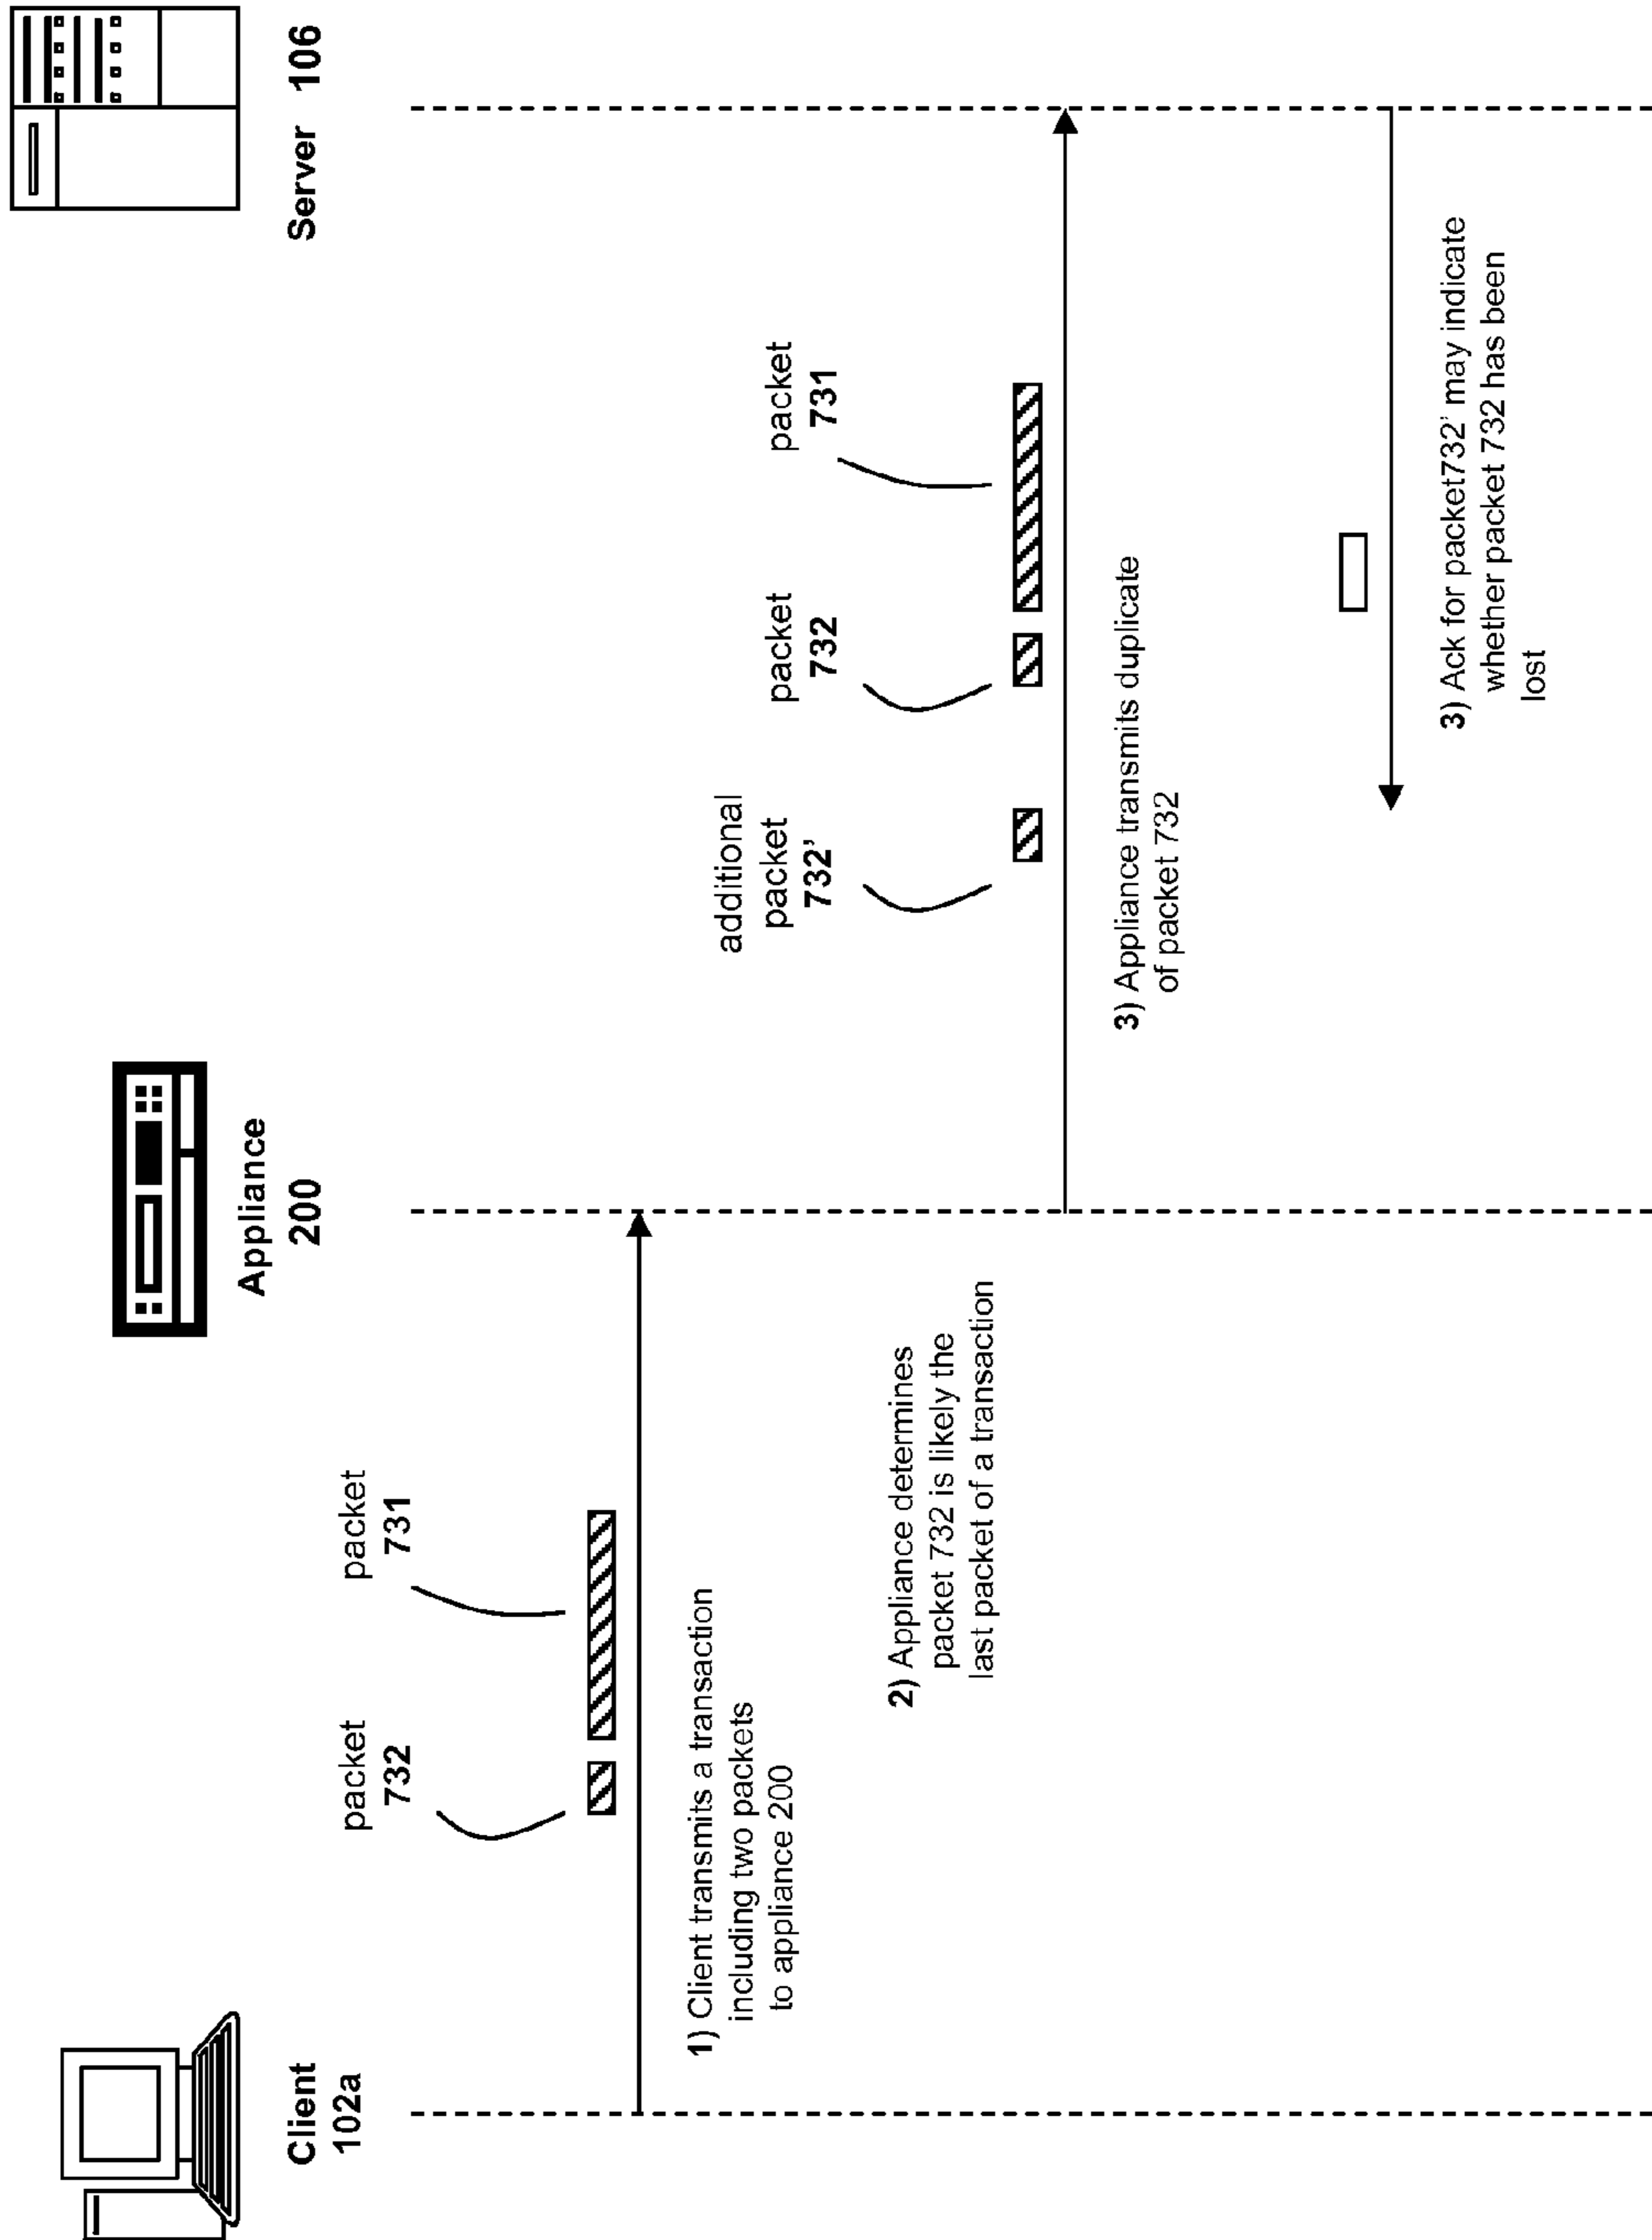 Client
102a
Appliance
200
Server 106
packet
732
packet
731
1) Client transmits a transaction
including two packets
to appliance 200
2) Appliance determines
packet 732 is likely the
last packet of a transaction
additional
packet
732'
packet
732
packet
731
3) Appliance transmits duplicate
of packet 732
3) Ack for packet732' may indicate
whether packet 732 has been
lost